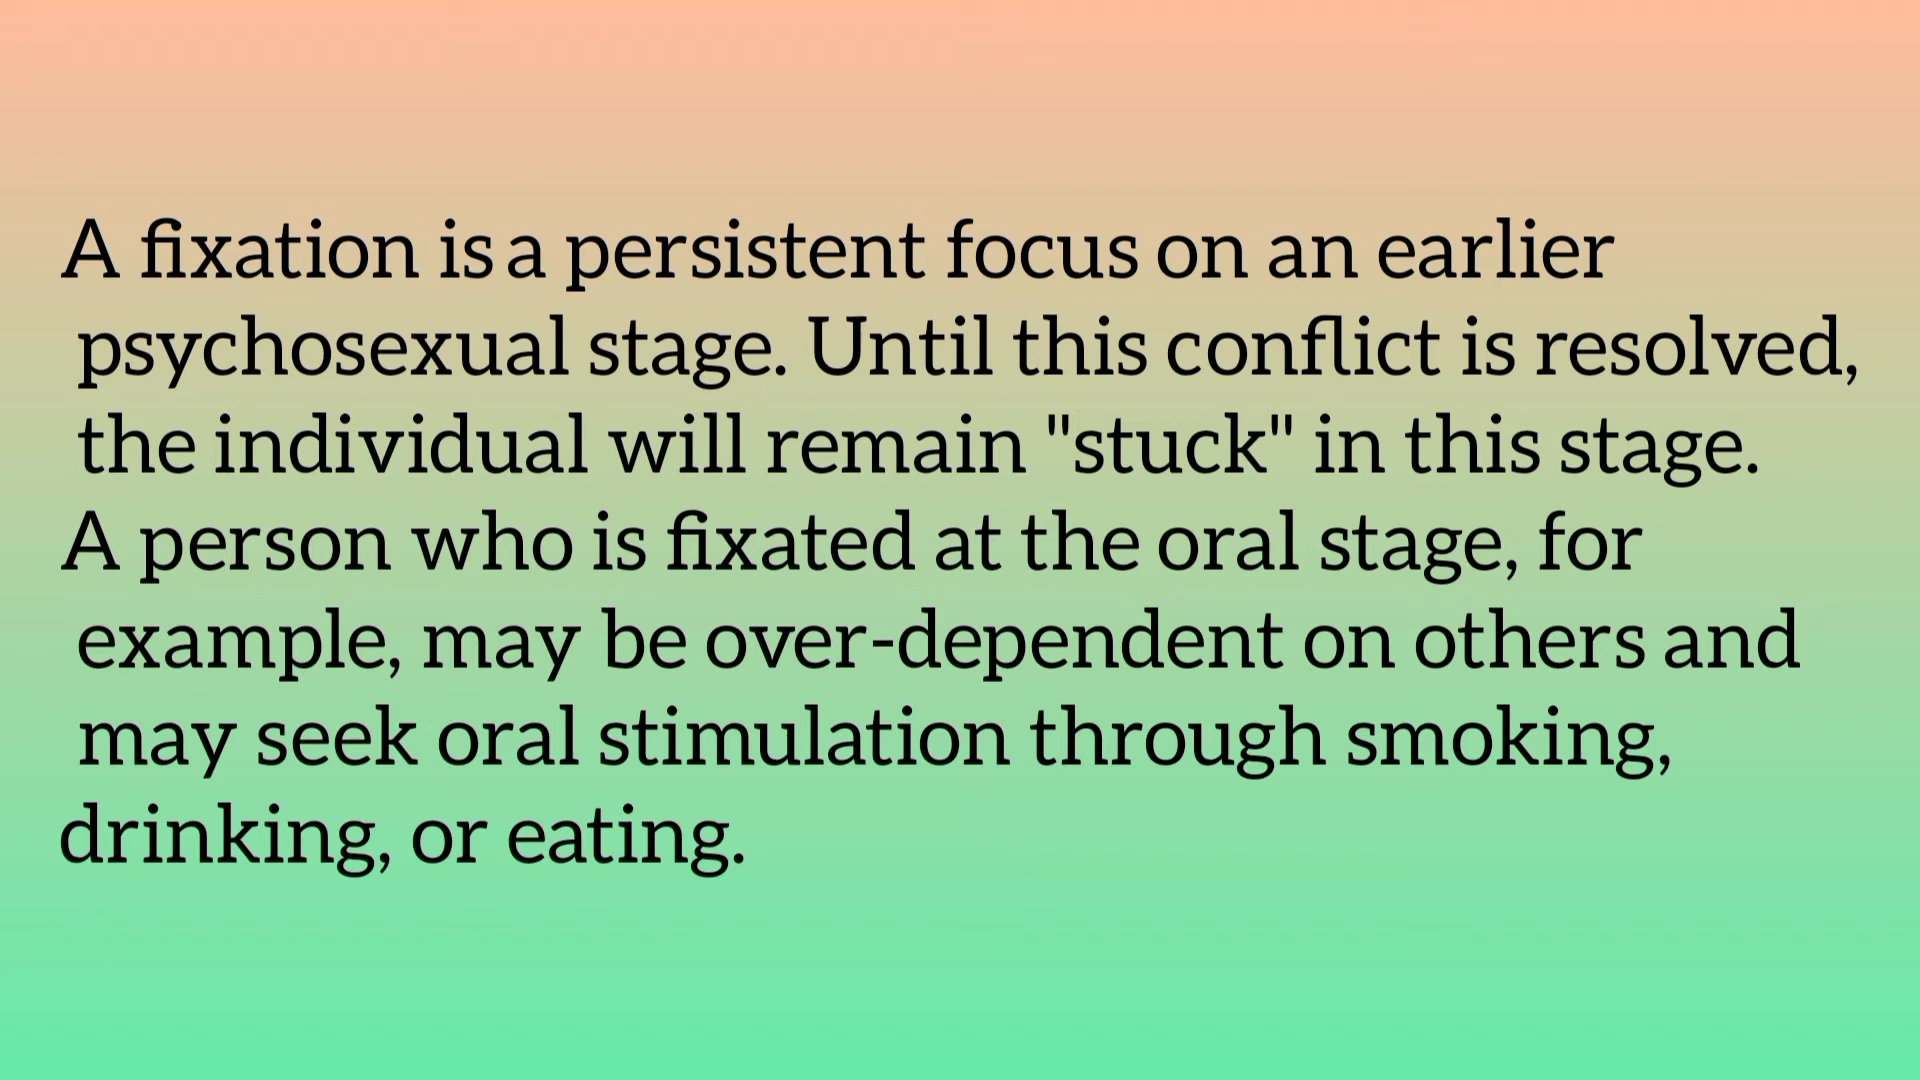 A fixation is a persistent focus on an earlier
psychosexual stage. Until this conflict is resolved,
the individual will remain "stuck" in this stage.
A person who is fixated at the oral stage, for
example, may be over-dependent on others and
may seek oral stimulation through smoking,
drinking, or eating.